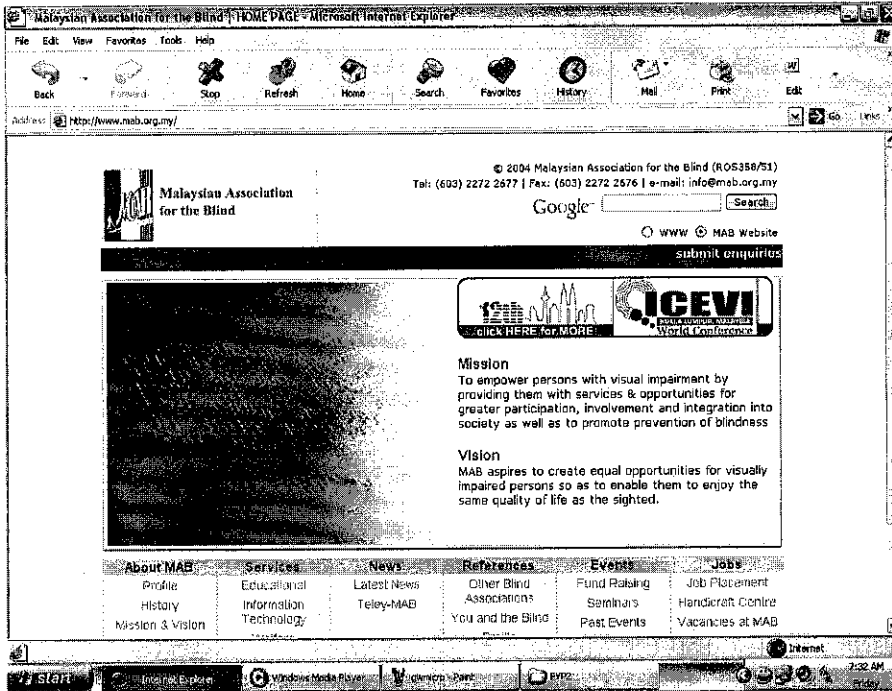 Malaysian Association for the Blind | HOME PAGE - Microsoft Internet Explorer
File Edit View Favorites Tools Help
Back Forward Stop Refresh Home Search Favorites History Mail Print Edit
Address http://www.mab.org.my/ Go Links
© 2004 Malaysian Association for the Blind (ROS358/51)
Tel: (603) 2272 2677 | Fax: (603) 2272 2676 | e-mail: info@mab.org.my
Malaysian Association
for the Blind
Google Search
WWW MAB Website
submit enquiries
12th ICEVI
KUALA LUMPUR, MALAYSIA
click HERE for MORE World Conference
Mission
To empower persons with visual impairment by
providing them with services & opportunities for
greater participation, involvement and integration into
society as well as to promote prevention of blindness
Vision
MAB aspires to create equal opportunities for visually
impaired persons so as to enable them to enjoy the
same quality of life as the sighted.
About MAB Services News References Events Jobs
Profile Educational Latest News Other Blind Associations Fund Raising Job Placement
History Information Technology Teley-MAB You and the Blind Seminars Handicraft Centre
Mission & Vision Past Events Vacancies at MAB
Internet
start Internet Explorer Windows Media Player - Paint FYP2 7:32 AM
Friday